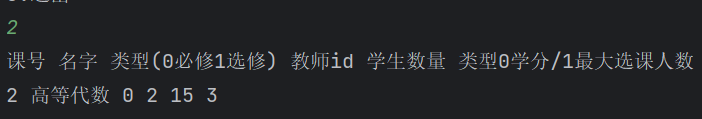 2
课号 名字 类型(0必修1选修) 教师id 学生数量 类型0学分/1最大选课人数
2 高等代数 0 2 15 3